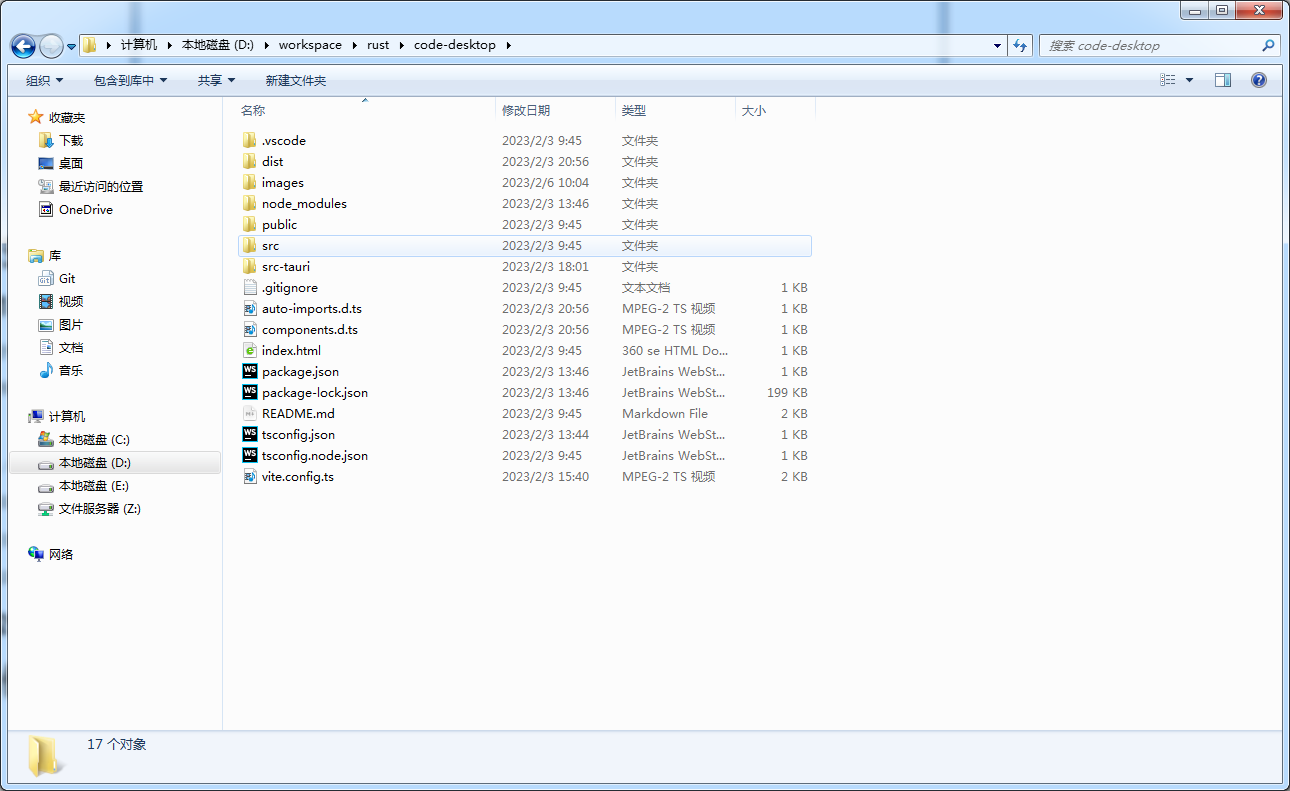 计算机 本地磁盘 (D:) workspace rust code-desktop 搜索 code-desktop
组织 包含到库中 共享 新建文件夹
名称 修改日期 类型 大小
收藏夹
下载
桌面
最近访问的位置
OneDrive
库
Git
视频
图片
文档
音乐
计算机
本地磁盘 (C:)
本地磁盘 (D:)
本地磁盘 (E:)
文件服务器 (Z:)
网络
.vscode 2023/2/3 9:45 文件夹
dist 2023/2/3 20:56 文件夹
images 2023/2/6 10:04 文件夹
node_modules 2023/2/3 13:46 文件夹
public 2023/2/3 9:45 文件夹
src 2023/2/3 9:45 文件夹
src-tauri 2023/2/3 18:01 文件夹
.gitignore 2023/2/3 9:45 文本文档 1 KB
auto-imports.d.ts 2023/2/3 20:56 MPEG-2 TS 视频 1 KB
components.d.ts 2023/2/3 20:56 MPEG-2 TS 视频 1 KB
index.html 2023/2/3 9:45 360 se HTML Do... 1 KB
package.json 2023/2/3 13:46 JetBrains WebSt... 1 KB
package-lock.json 2023/2/3 13:46 JetBrains WebSt... 199 KB
README.md 2023/2/3 9:45 Markdown File 2 KB
tsconfig.json 2023/2/3 13:44 JetBrains WebSt... 1 KB
tsconfig.node.json 2023/2/3 9:45 JetBrains WebSt... 1 KB
vite.config.ts 2023/2/3 15:40 MPEG-2 TS 视频 2 KB
17 个对象